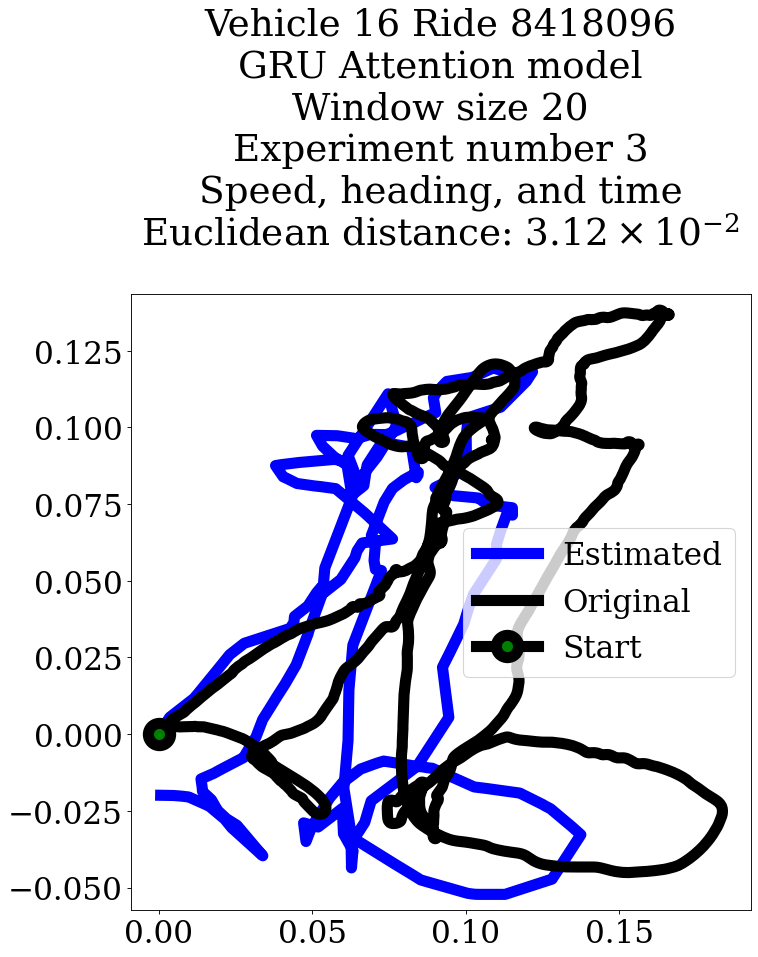 Vehicle 16 Ride 8418096
GRU Attention model
Window size 20
Experiment number 3
Speed, heading, and time
Euclidean distance: 3.12 × 10⁻²
0.125
0.100
0.075
0.050
0.025
0.000
−0.025
−0.050
Estimated
Original
Start
0.00 0.05 0.10 0.15